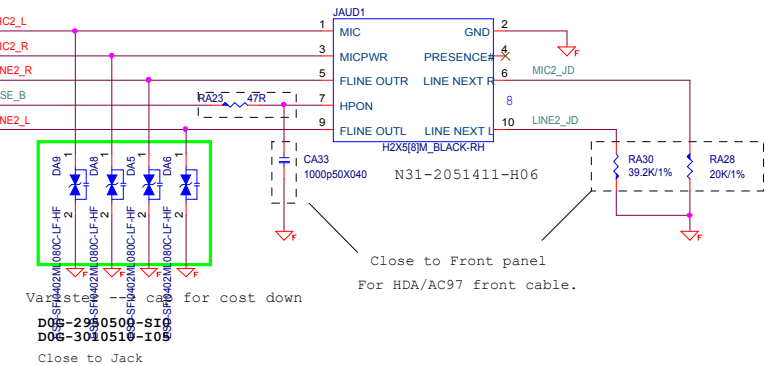 JAUD1
IC2_L
1
MIC
GND
2
IC2_R
3
MICPWR
PRESENCE#
4
F
NE2_R
5
FLINE OUTR
LINE NEXT R
6
MIC2_JD
SE_B
RA23
47R
7
HPON
8
NE2_L
9
FLINE OUTL
LINE NEXT L
10
LINE2_JD
H2X5[8]M_BLACK-RH
N31-2051411-H06
DA9
1
2
DA8
1
2
DA5
1
2
DA6
1
2
CA33
1000p50X040
RA30
39.2K/1%
RA28
20K/1%
F
F
F
F
F
F
Close to Front panel
For HDA/AC97 front cable.
cap for cost down
D0G-3010510-I05
Close to Jack